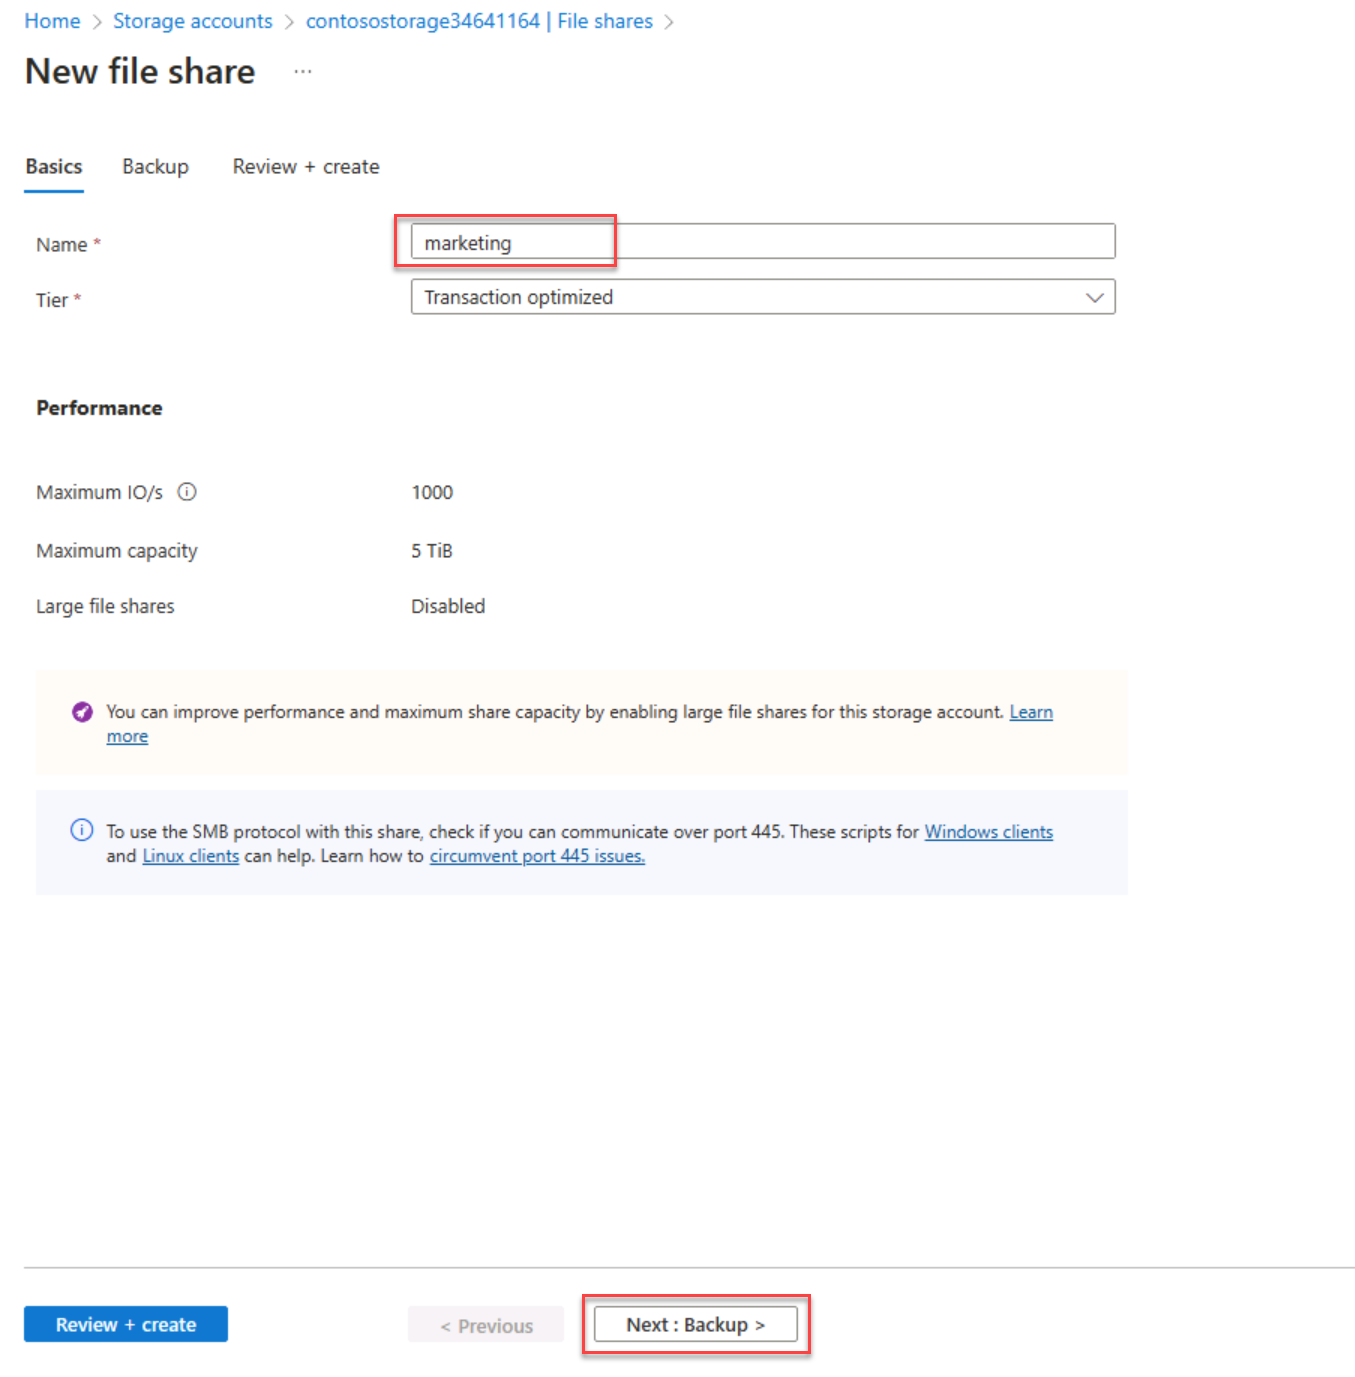 Home > Storage accounts > contosostorage34641164 | File shares >
New file share ...
Basics Backup Review + create
Name * marketing
Tier * Transaction optimized
Performance
Maximum IO/s 1000
Maximum capacity 5 TiB
Large file shares Disabled
You can improve performance and maximum share capacity by enabling large file shares for this storage account. Learn
more
To use the SMB protocol with this share, check if you can communicate over port 445. These scripts for Windows clients
and Linux clients can help. Learn how to circumvent port 445 issues.
Review + create < Previous Next : Backup >